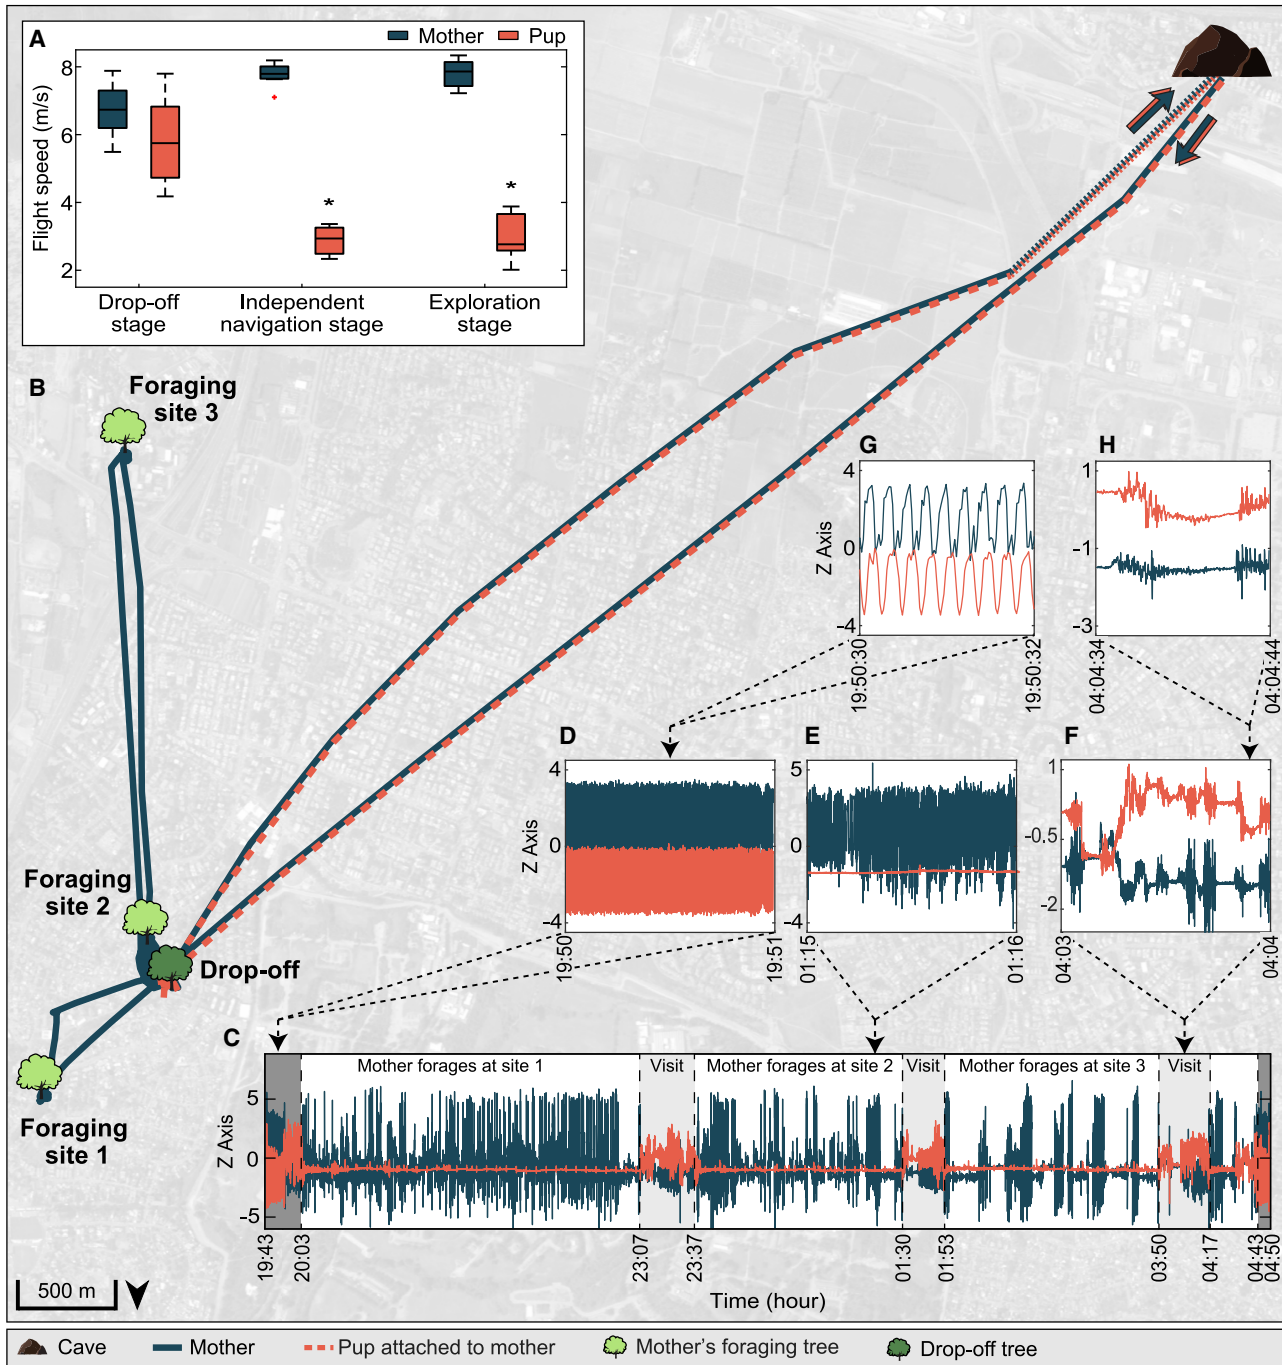 A
Mother
Pup
Flight speed (m/s)
8
6
4
2
*
*
Drop-off
stage
Independent
navigation stage
Exploration
stage
B
Foraging
site 3
Foraging
site 2
Drop-off
Foraging
site 1
G
4
0
-4
Z Axis
19:50:30
19:50:32
H
1
-1
-3
04:04:34
04:04:44
D
4
0
-4
Z Axis
19:50
19:51
E
5
0
-4
01:15
01:16
F
1
-0.5
-2
04:03
04:04
C
Mother forages at site 1
Visit
Mother forages at site 2
Visit
Mother forages at site 3
Visit
5
0
-5
Z Axis
19:43
20:03
23:07
23:37
01:30
01:53
03:50
04:17
04:43
04:50
Time (hour)
500 m
Cave
Mother
Pup attached to mother
Mother's foraging tree
Drop-off tree